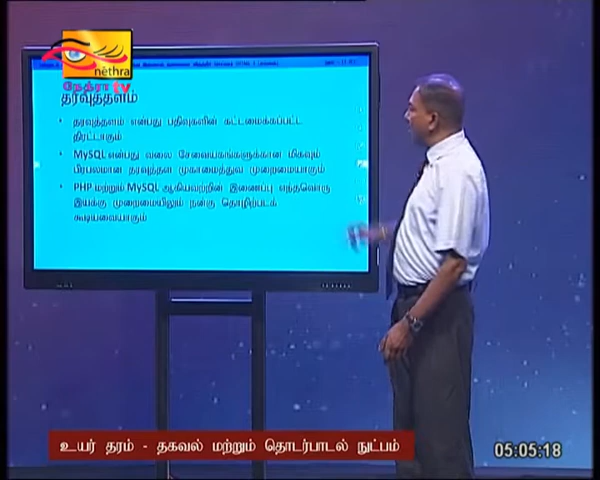 nēthrā
நேத்ரா tv
தரவுத்தளம்
• தரவுத்தளம் என்பது பதிவுகளின் கட்டமைக்கப்பட்ட
திரட்டாகும்
• MySQL என்பது வலை சேவையகங்களுக்கான மிகவும்
பிரபலமான தரவுத்தள முகாமைத்துவ முறைமையாகும்
• PHP மற்றும் MySQL ஆகியவற்றின் இணைப்பு எந்தவொரு
இயக்கு முறைமையிலும் நன்கு தொழிற்படக்
கூடியவையாகும்
உயர் தரம் - தகவல் மற்றும் தொடர்பாடல் நுட்பம்
05:05:18